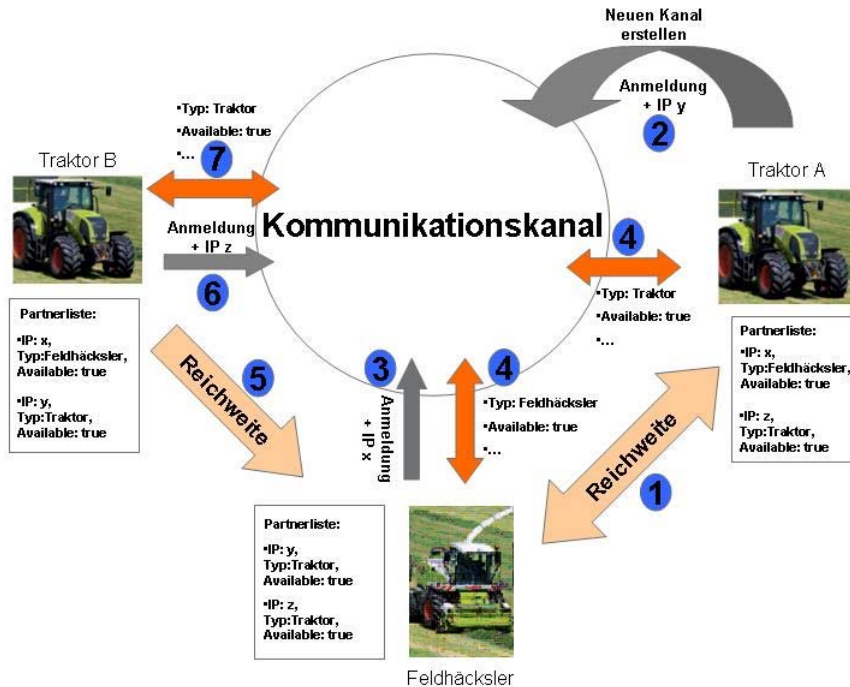 Neuen Kanal
erstellen
Anmeldung
+ IP y
2
Traktor A
•Typ: Traktor
•Available: true
•...
7
Traktor B
Anmeldung
+ IP z
6
Kommunikationskanal
4
•Typ: Traktor
•Available: true
...
Partnerliste:
•IP: x,
Typ:Feldhäcksler,
Available: true
•IP: y,
Typ:Traktor,
Available: true
5
Reichweite
3
Anmeldung
+ IP x
4
•Typ: Feldhäcksler
•Available: true
•...
Partnerliste:
•IP: x,
Typ:Feldhäcksler,
Available: true
•IP: z,
Typ:Traktor,
Available: true
Reichweite
1
Partnerliste:
•IP: y,
Typ:Traktor,
Available: true
•IP: z,
Typ:Traktor,
Available: true
Feldhäcksler